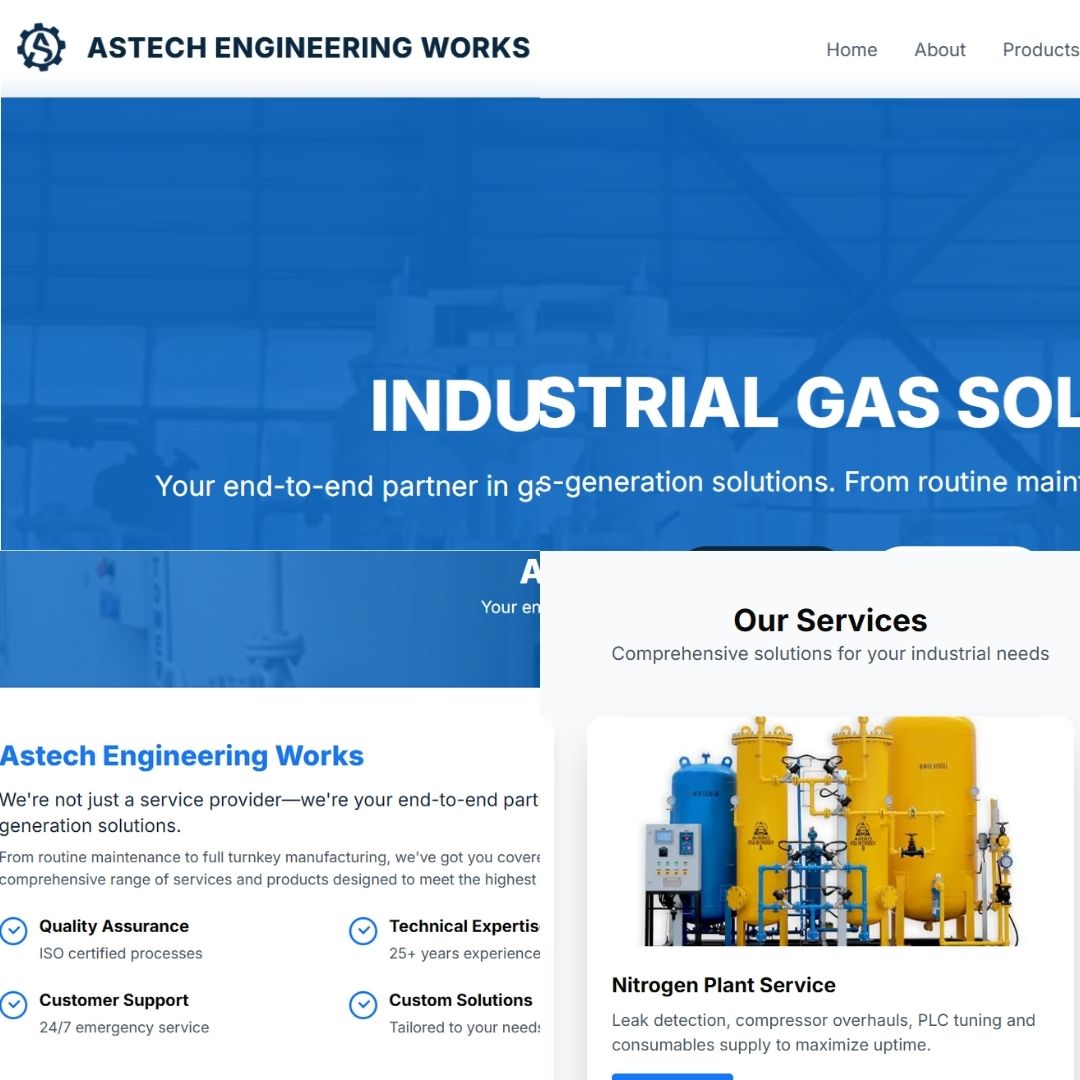 ASTECH ENGINEERING WORKS
Home About Products
INDUSTRIAL GAS SOL
Your end-to-end partner in gas-generation solutions. From routine maint
A
Your en
Astech Engineering Works
We're not just a service provider—we're your end-to-end part
generation solutions.
From routine maintenance to full turnkey manufacturing, we've got you covere
comprehensive range of services and products designed to meet the highest
Quality Assurance
ISO certified processes
Technical Expertis
25+ years experience
Customer Support
24/7 emergency service
Custom Solutions
Tailored to your needs
Our Services
Comprehensive solutions for your industrial needs
SURGE VESSEL
Nitrogen Plant Service
Leak detection, compressor overhauls, PLC tuning and
consumables supply to maximize uptime.